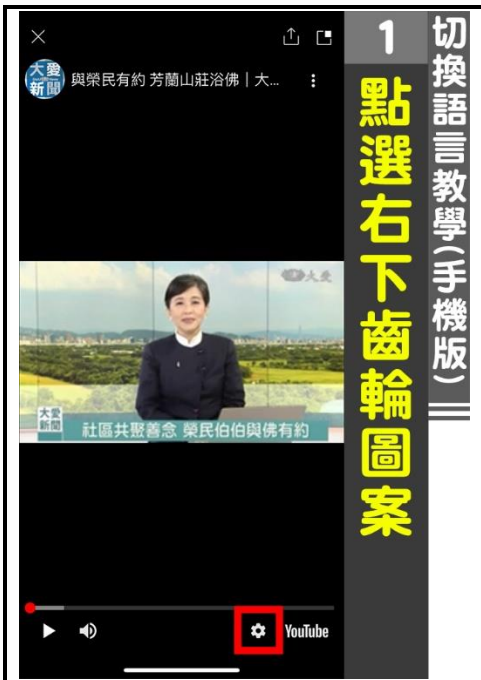 切換語言教學(手機版)
1
點選右下齒輪圖案
大愛
新聞
與榮民有約 芳蘭山莊浴佛｜大...
大愛
大愛
新聞
社區共聚善念 榮民伯伯與佛有約
YouTube